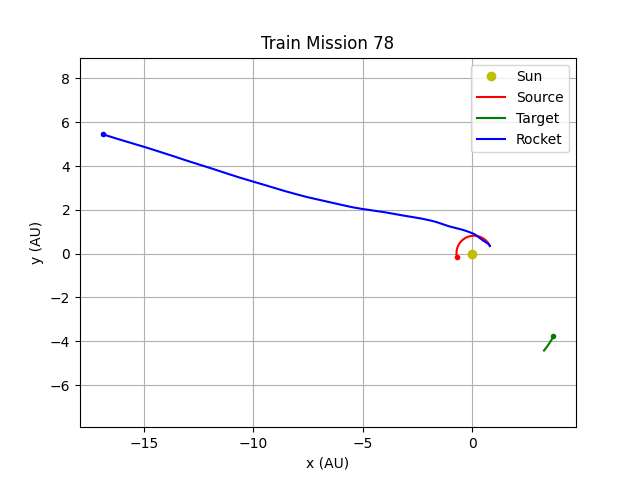 Train Mission 78
Sun
Source
Target
Rocket
8
6
4
2
0
−2
−4
−6
y (AU)
−15
−10
−5
0
x (AU)